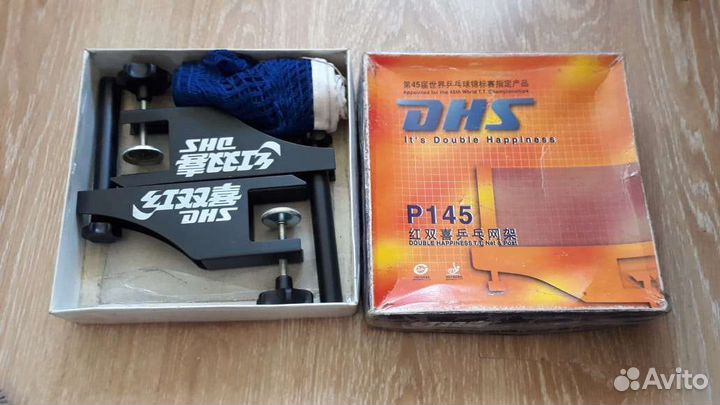 红双喜
DHS
红双喜
DHS
第45届世界乒乓球锦标赛指定产品
Appointed for the 45th World T.T. Championships
DHS
It's Double Happiness
P145
红双喜乒乓网架
DOUBLE HAPPINESS T.T. Net & Post
Avito